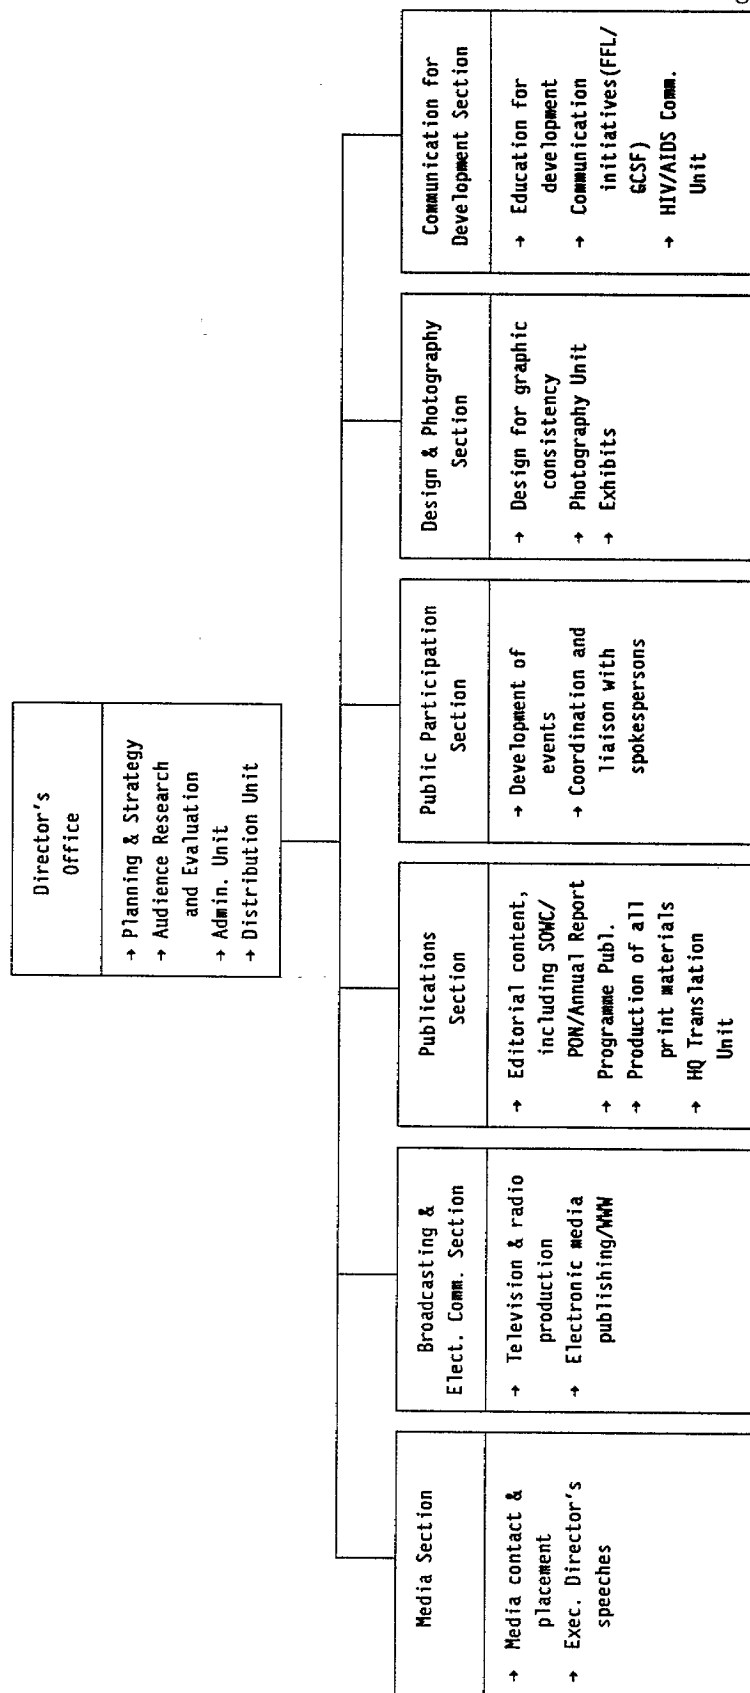 Director's
Office
→ Planning & Strategy
→ Audience Research
and Evaluation
→ Admin. Unit
→ Distribution Unit
Media Section
→ Media contact &
placement
→ Exec. Director's
speeches
Broadcasting &
Elect. Comm. Section
→ Television & radio
production
→ Electronic media
publishing/WWW
Publications
Section
→ Editorial content,
including SOWC/
PON/Annual Report
→ Programme Publ.
→ Production of all
print materials
→ HQ Translation
Unit
Public Participation
Section
→ Development of
events
→ Coordination and
liaison with
spokespersons
Design & Photography
Section
→ Design for graphic
consistency
→ Photography Unit
→ Exhibits
Communication for
Development Section
→ Education for
development
→ Communication
initiatives(FFL/
GCSF)
→ HIV/AIDS Comm.
Unit